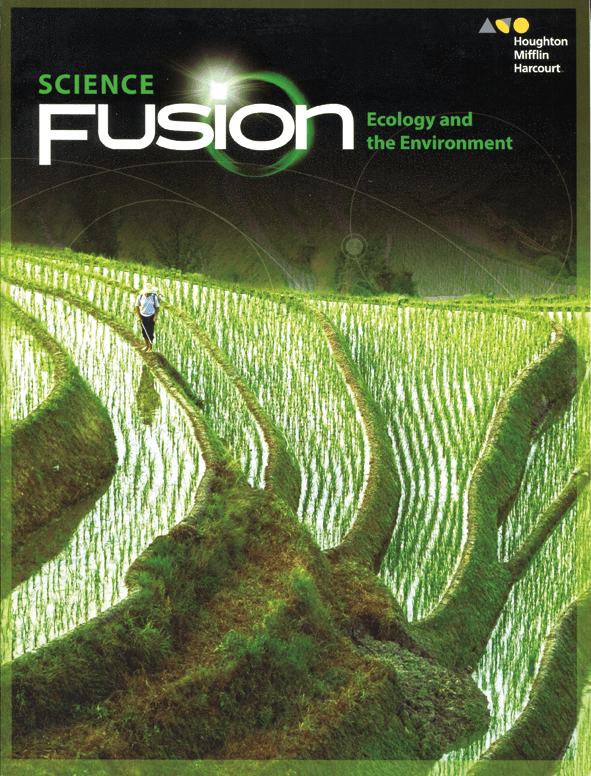 Houghton
Mifflin
Harcourt
SCIENCE
FUSION
Ecology and
the Environment